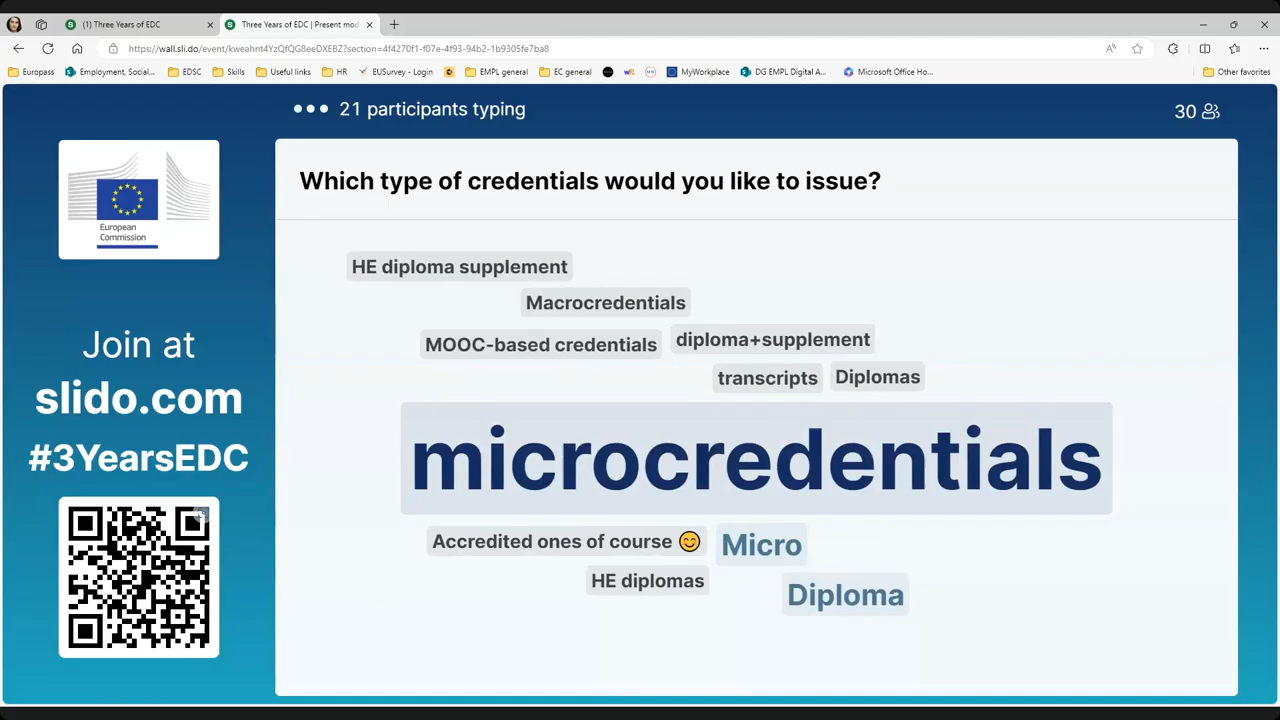 (1) Three Years of EDC
Three Years of EDC | Present mod
https://wall.sli.do/event/kweahnt4YzQfQG8eeDXEBZ?section=4f4270f1-f07e-4f93-94b2-1b9305fe7ba8
Europass
Employment, Social...
EDSC
Skills
Useful links
HR
EUSurvey - Login
EMPL general
EC general
MyWorkplace
DG EMPL Digital A...
Microsoft Office Ho...
Other favorites
21 participants typing
30
European
Commission
Join at
slido.com
#3YearsEDC
Which type of credentials would you like to issue?
HE diploma supplement
Macrocredentials
MOOC-based credentials
diploma+supplement
transcripts
Diplomas
microcredentials
Accredited ones of course 😊
Micro
HE diplomas
Diploma